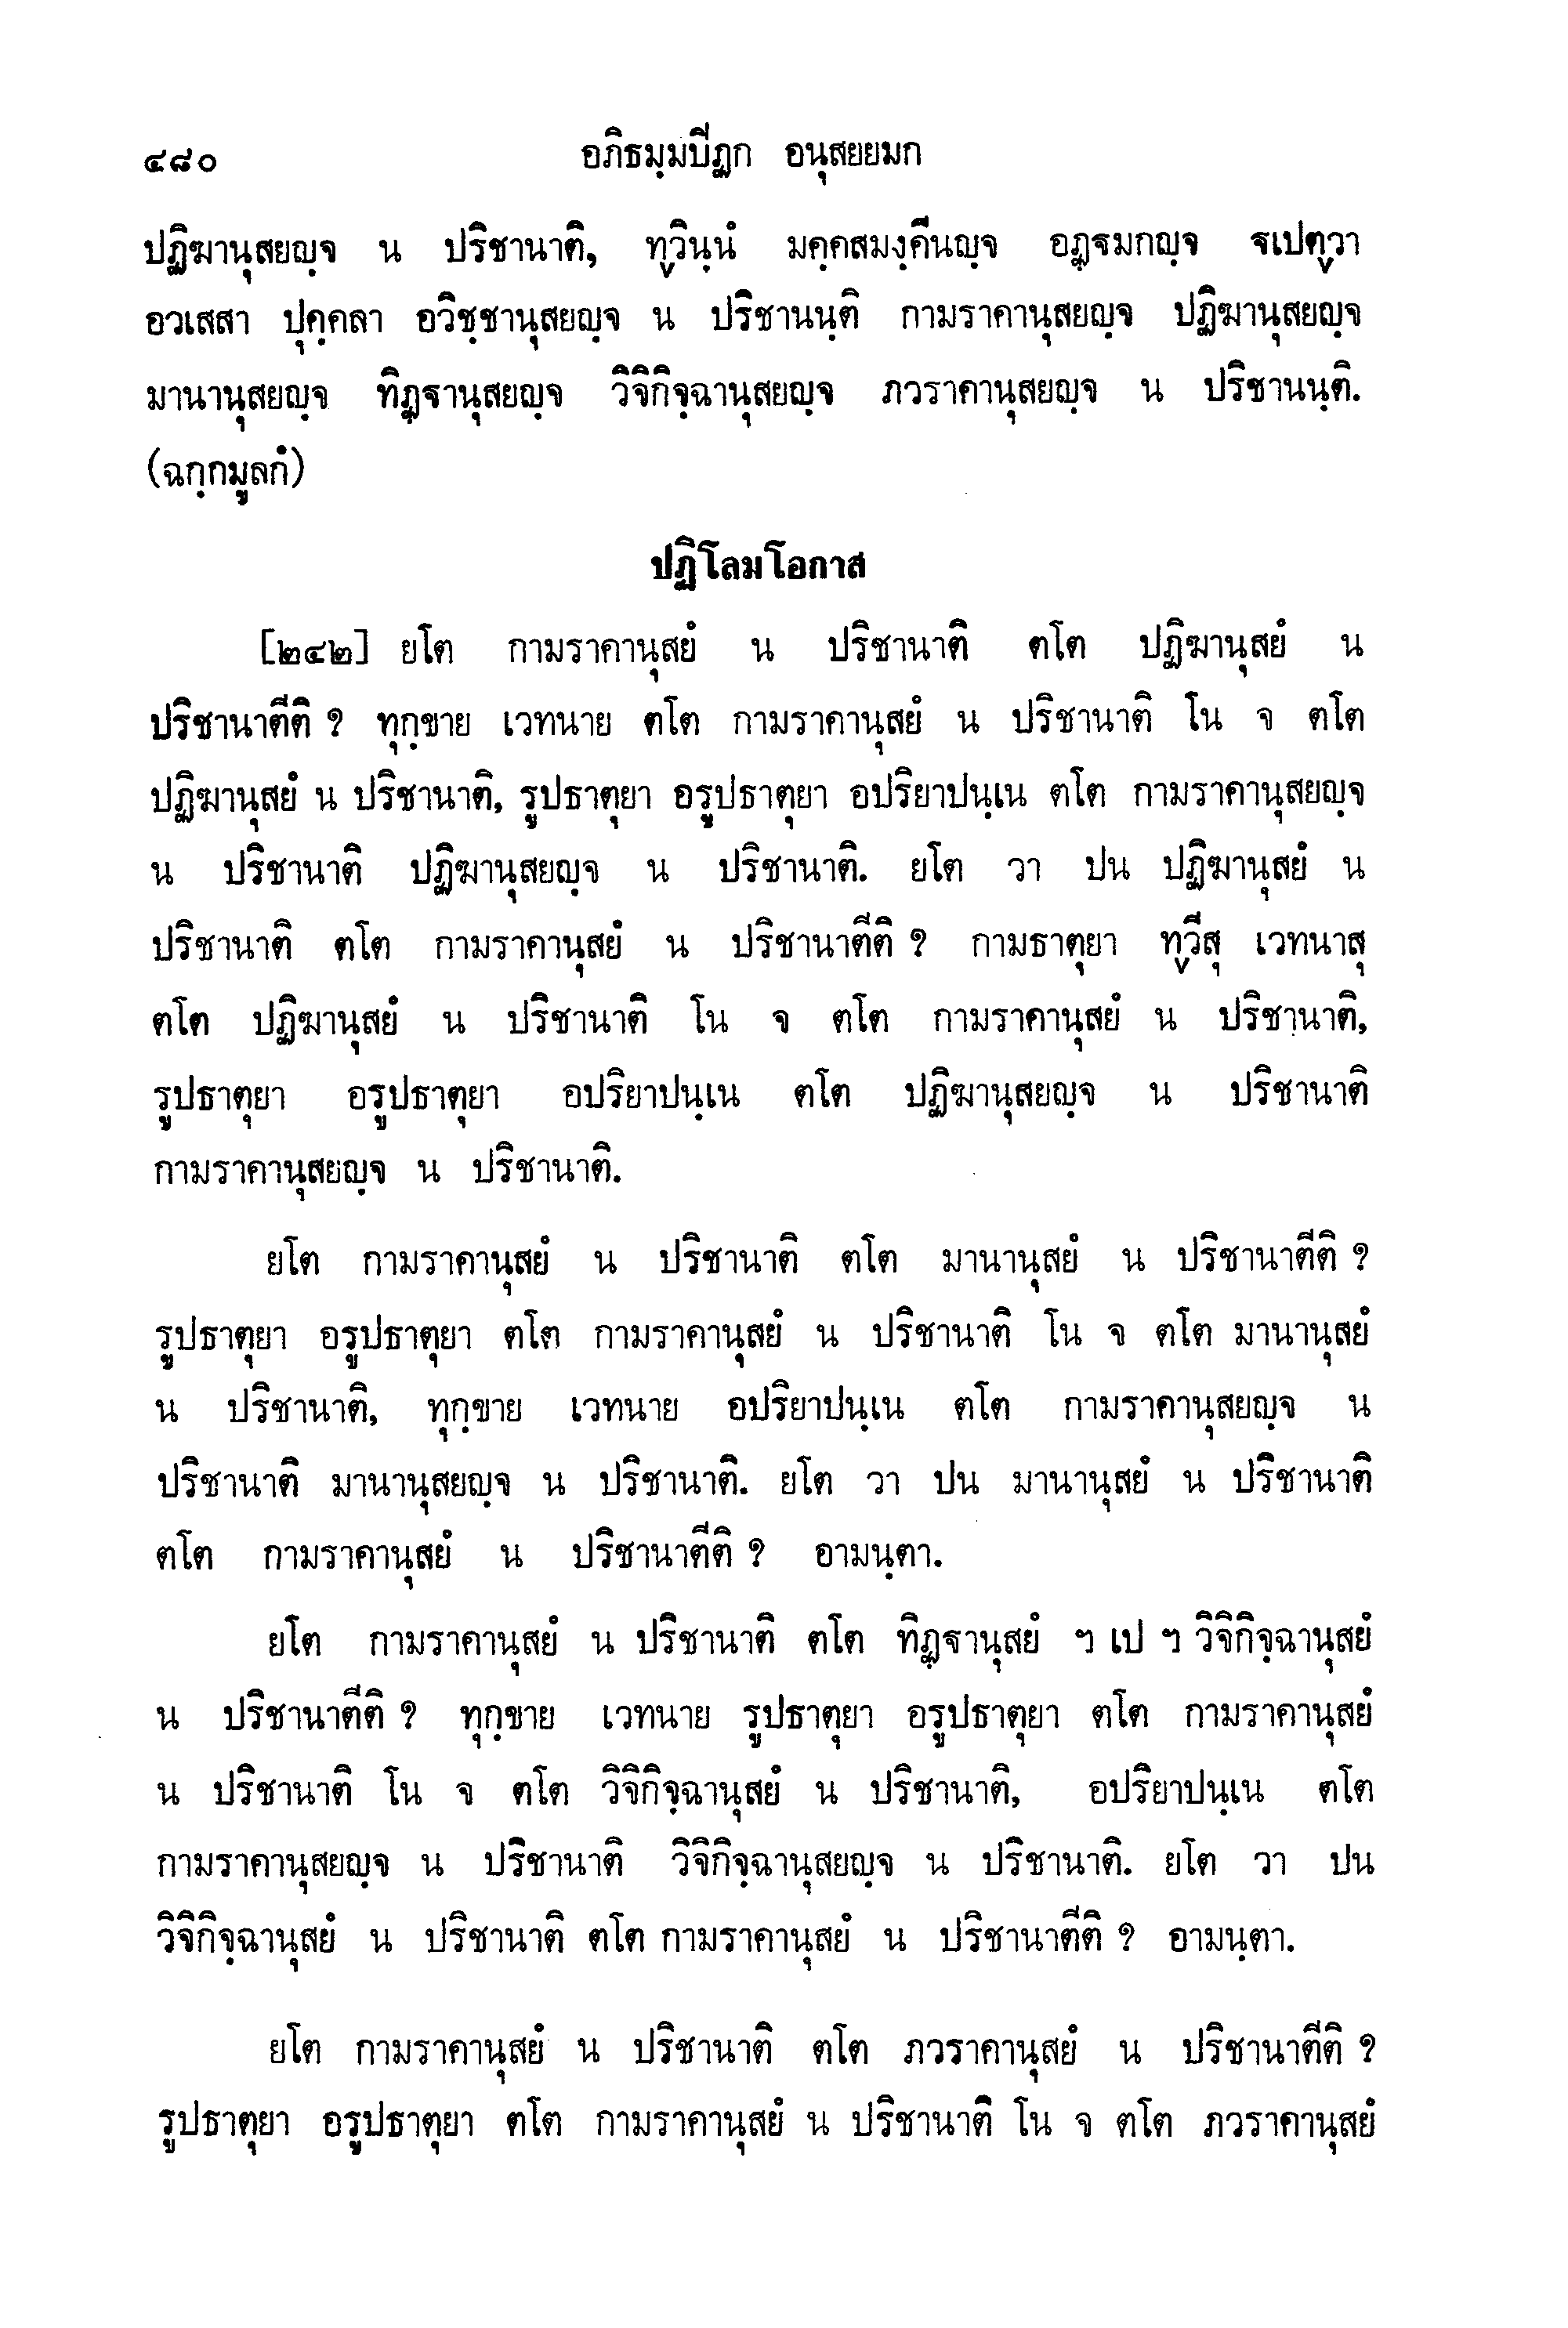 ๔๘๐ อภิธมฺมปีฏก อนุสยยมก
ปฏิฆานุสยญฺจ น ปริชานาติ, ทฺวินฺนํ มคฺคสมงฺคีนญฺจ อฏฺฐมกญฺจ ฐเปตฺวา
อวเสสา ปุคฺคลา อวิชฺชานุสยญฺจ น ปริชานนฺติ กามราคานุสยญฺจ ปฏิฆานุสยญฺจ
มานานุสยญฺจ ทิฏฺฐานุสยญฺจ วิจิกิจฺฉานุสยญฺจ ภวราคานุสยญฺจ น ปริชานนฺติ.
(ฉกฺกมูลกํ)
ปฏิโลมโอกาส
[๒๔๒] ยโต กามราคานุสยํ น ปริชานาติ ตโต ปฏิฆานุสยํ น
ปริชานาตีติ ? ทุกฺขาย เวทนาย ตโต กามราคานุสยํ น ปริชานาติ โน จ ตโต
ปฏิฆานุสยํ น ปริชานาติ, รูปธาตุยา อรูปธาตุยา อปริยาปนฺเน ตโต กามราคานุสยญฺจ
น ปริชานาติ ปฏิฆานุสยญฺจ น ปริชานาติ. ยโต วา ปน ปฏิฆานุสยํ น
ปริชานาติ ตโต กามราคานุสยํ น ปริชานาตีติ ? กามธาตุยา ทฺวีสุ เวทนาสุ
ตโต ปฏิฆานุสยํ น ปริชานาติ โน จ ตโต กามราคานุสยํ น ปริชานาติ,
รูปธาตุยา อรูปธาตุยา อปริยาปนฺเน ตโต ปฏิฆานุสยญฺจ น ปริชานาติ
กามราคานุสยญฺจ น ปริชานาติ.
ยโต กามราคานุสยํ น ปริชานาติ ตโต มานานุสยํ น ปริชานาตีติ ?
รูปธาตุยา อรูปธาตุยา ตโต กามราคานุสยํ น ปริชานาติ โน จ ตโต มานานุสยํ
น ปริชานาติ, ทุกฺขาย เวทนาย อปริยาปนฺเน ตโต กามราคานุสยญฺจ น
ปริชานาติ มานานุสยญฺจ น ปริชานาติ. ยโต วา ปน มานานุสยํ น ปริชานาติ
ตโต กามราคานุสยํ น ปริชานาตีติ ? อามนฺตา.
ยโต กามราคานุสยํ น ปริชานาติ ตโต ทิฏฺฐานุสยํ ฯ เป ฯ วิจิกิจฺฉานุสยํ
น ปริชานาตีติ ? ทุกฺขาย เวทนาย รูปธาตุยา อรูปธาตุยา ตโต กามราคานุสยํ
น ปริชานาติ โน จ ตโต วิจิกิจฺฉานุสยํ น ปริชานาติ, อปริยาปนฺเน ตโต
กามราคานุสยญฺจ น ปริชานาติ วิจิกิจฺฉานุสยญฺจ น ปริชานาติ. ยโต วา ปน
วิจิกิจฺฉานุสยํ น ปริชานาติ ตโต กามราคานุสยํ น ปริชานาตีติ ? อามนฺตา.
ยโต กามราคานุสยํ น ปริชานาติ ตโต ภวราคานุสยํ น ปริชานาตีติ ?
รูปธาตุยา อรูปธาตุยา ตโต กามราคานุสยํ น ปริชานาติ โน จ ตโต ภวราคานุสยํ